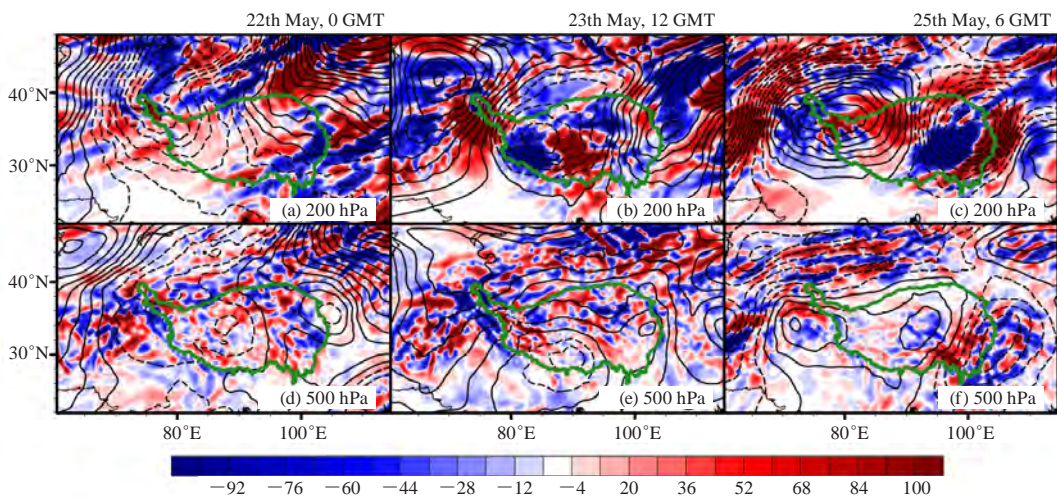 22th May, 0 GMT 23th May, 12 GMT 25th May, 6 GMT
40°N
30°N
(a) 200 hPa (b) 200 hPa (c) 200 hPa
40°N
30°N
(d) 500 hPa (e) 500 hPa (f) 500 hPa
80°E 100°E 80°E 100°E 80°E 100°E
−92 −76 −60 −44 −28 −12 −4 20 36 52 68 84 100